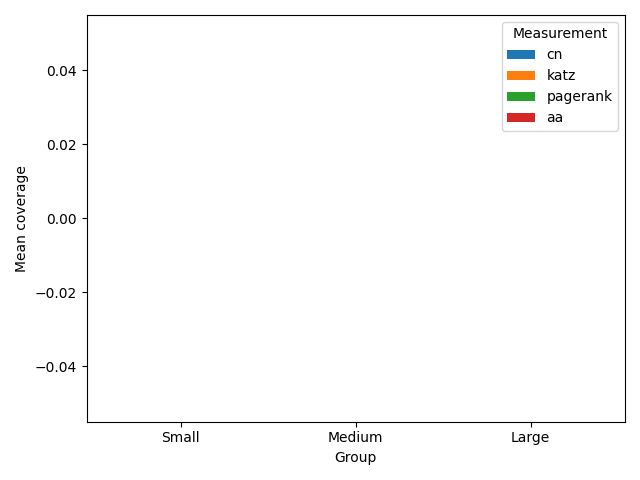 Measurement
cn
katz
pagerank
aa
0.04
0.02
0.00
−0.02
−0.04
Mean coverage
Small Medium Large
Group